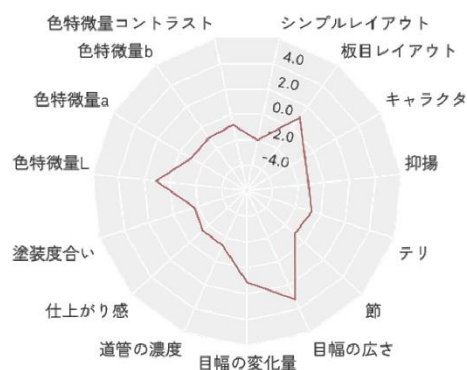 シンプルレイアウト
板目レイアウト
キャラクタ
抑揚
テリ
節
目幅の広さ
目幅の変化量
道管の濃度
仕上がり感
塗装度合い
色特微量L
色特微量a
色特微量b
色特微量コントラスト
4.0
2.0
0.0
-2.0
-4.0